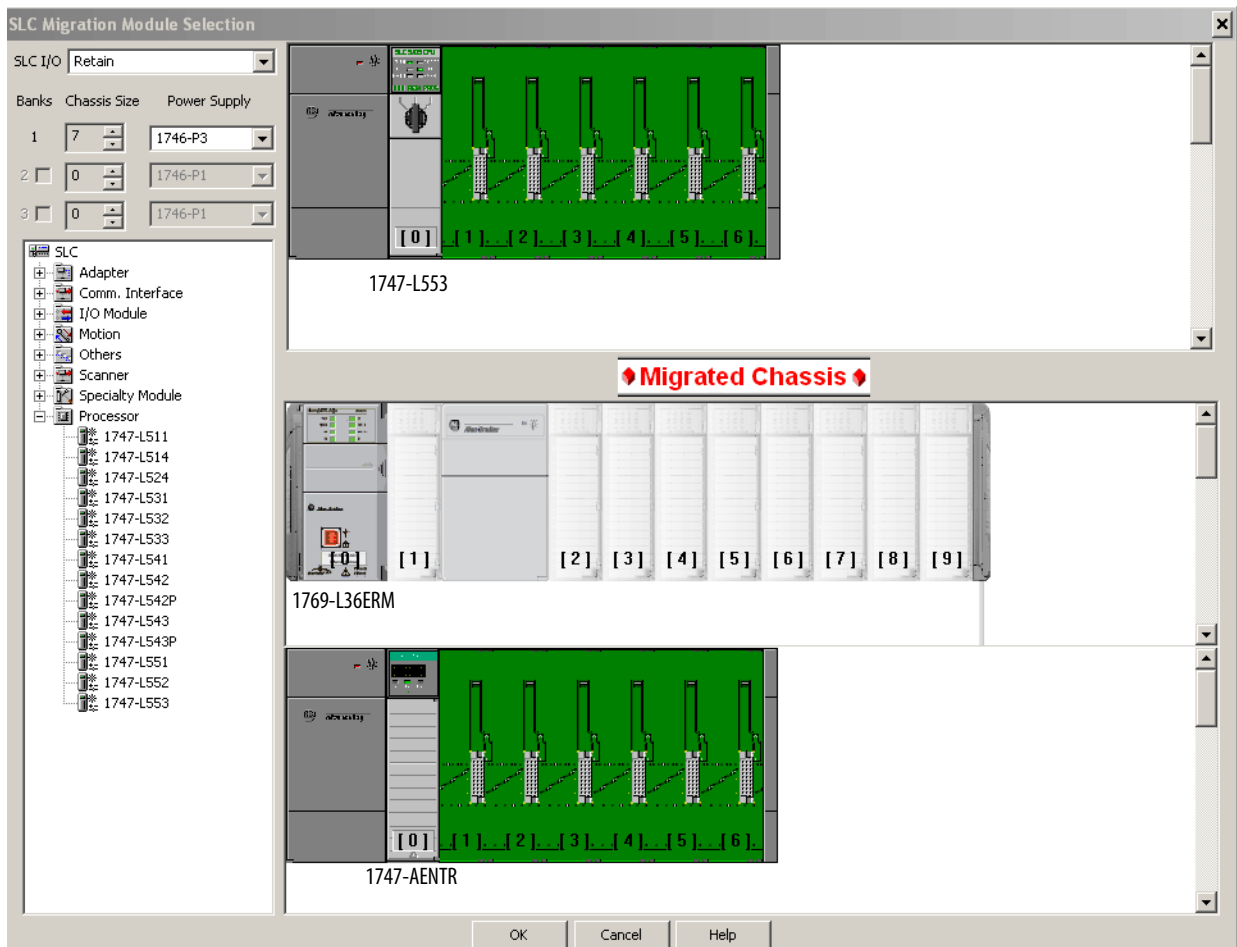 SLC Migration Module Selection
SLC I/O Retain
Banks Chassis Size Power Supply
1 7 1746-P3
2 0 1746-P1
3 0 1746-P1
SLC
Adapter
Comm. Interface
I/O Module
Motion
Others
Scanner
Specialty Module
Processor
1747-L511
1747-L514
1747-L524
1747-L531
1747-L532
1747-L533
1747-L541
1747-L542
1747-L542P
1747-L543
1747-L543P
1747-L551
1747-L552
1747-L553
SLC 5/05 CPU
[0] [1] [2] [3] [4] [5] [6]
1747-L553
Migrated Chassis
[0] [1] [2] [3] [4] [5] [6] [7] [8] [9]
1769-L36ERM
[0] [1] [2] [3] [4] [5] [6]
1747-AENTR
OK Cancel Help